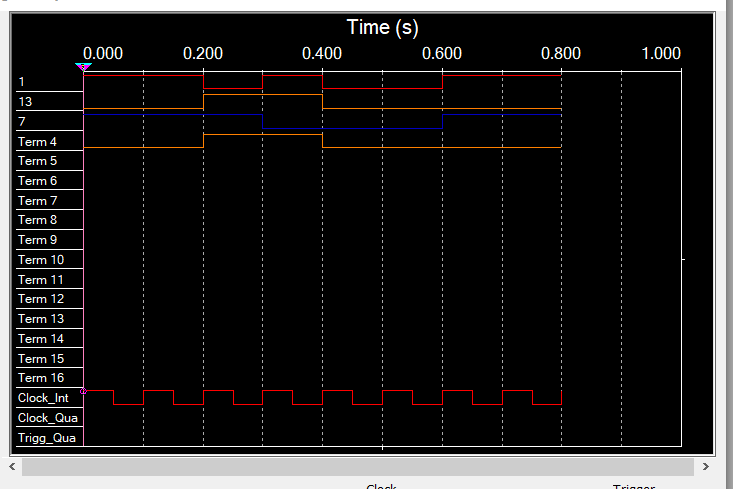 Time (s)
0.000 0.200 0.400 0.600 0.800 1.000
1
13
7
Term 4
Term 5
Term 6
Term 7
Term 8
Term 9
Term 10
Term 11
Term 12
Term 13
Term 14
Term 15
Term 16
Clock_Int
Clock_Qua
Trigg_Qua
Clock Trigger